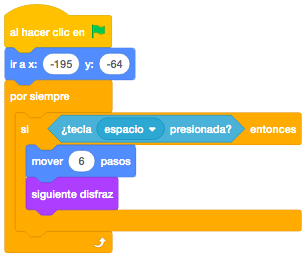 al hacer clic en
ir a x: -195 y: -64
por siempre
si ¿tecla espacio presionada? entonces
mover 6 pasos
siguiente disfraz